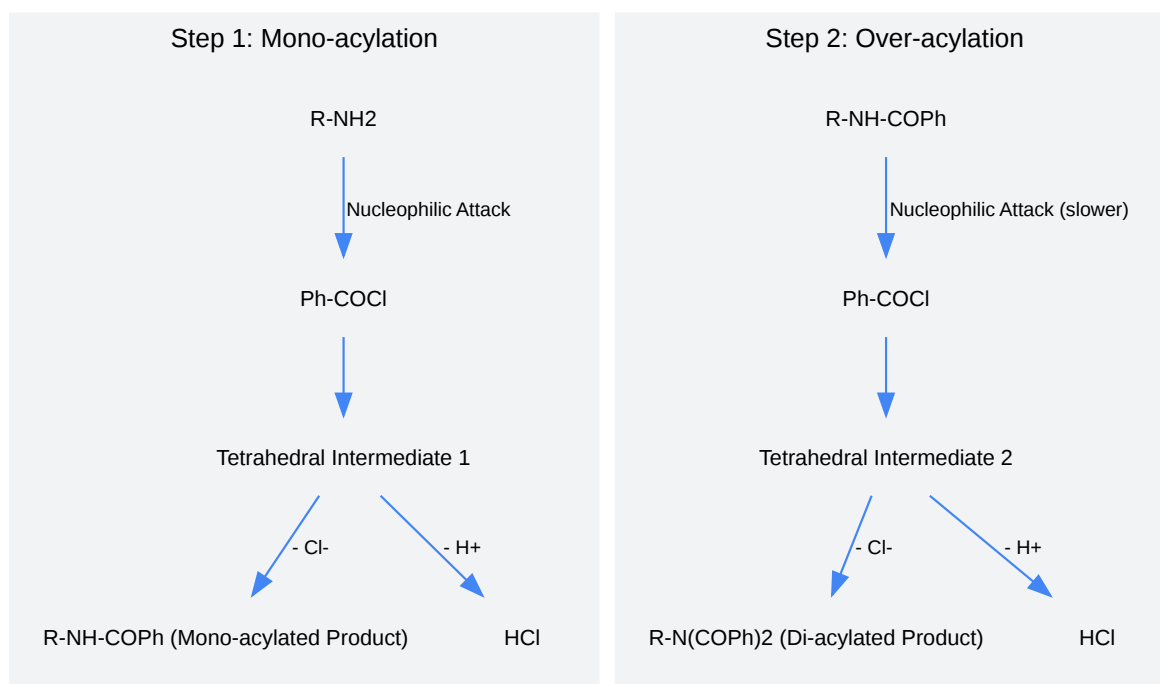 Step 1: Mono-acylation
R-NH2
Nucleophilic Attack
Ph-COCl
Tetrahedral Intermediate 1
- Cl-
- H+
R-NH-COPh (Mono-acylated Product)
HCl
Step 2: Over-acylation
R-NH-COPh
Nucleophilic Attack (slower)
Ph-COCl
Tetrahedral Intermediate 2
- Cl-
- H+
R-N(COPh)2 (Di-acylated Product)
HCl